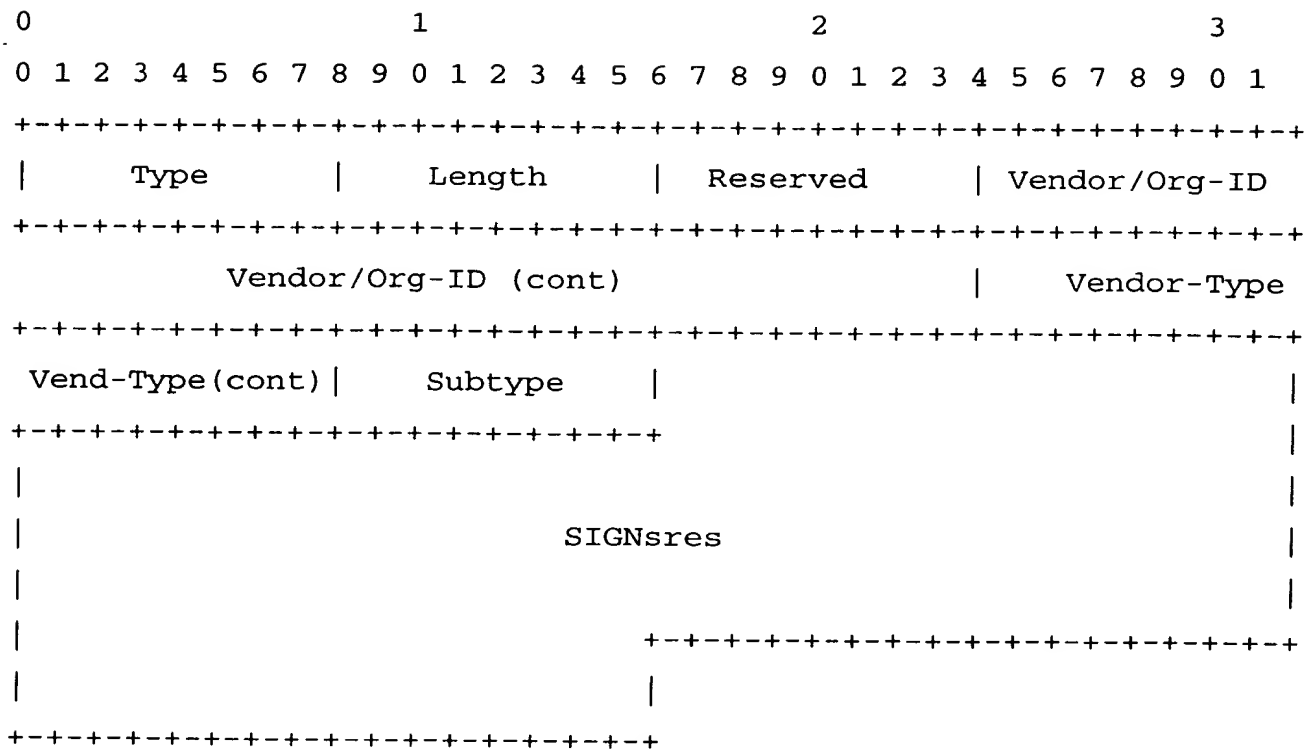 0                   1                   2                   3
0 1 2 3 4 5 6 7 8 9 0 1 2 3 4 5 6 7 8 9 0 1 2 3 4 5 6 7 8 9 0 1
+-+-+-+-+-+-+-+-+-+-+-+-+-+-+-+-+-+-+-+-+-+-+-+-+-+-+-+-+-+-+-+-+
|     Type      |    Length     |  Reserved     | Vendor/Org-ID
+-+-+-+-+-+-+-+-+-+-+-+-+-+-+-+-+-+-+-+-+-+-+-+-+-+-+-+-+-+-+-+-+
Vendor/Org-ID (cont)             |    Vendor-Type
+-+-+-+-+-+-+-+-+-+-+-+-+-+-+-+-+-+-+-+-+-+-+-+-+-+-+-+-+-+-+-+-+
Vend-Type(cont)|    Subtype    |                               |
+-+-+-+-+-+-+-+-+-+-+-+-+-+-+-+-+                               |
|                                                               |
|                          SIGNsres                             |
|                                                               |
|                               +-+-+-+-+-+-+-+-+-+-+-+-+-+-+-+-+
|                               |
+-+-+-+-+-+-+-+-+-+-+-+-+-+-+-+-+